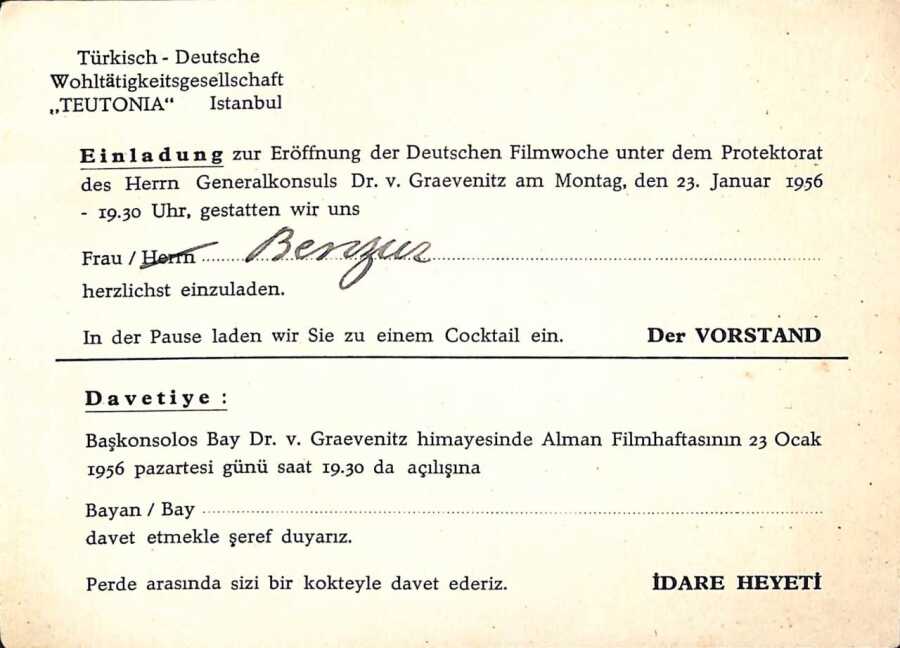 Türkisch - Deutsche
Wohltätigkeitsgesellschaft
„TEUTONIA“ Istanbul
Einladung zur Eröffnung der Deutschen Filmwoche unter dem Protektorat
des Herrn Generalkonsuls Dr. v. Graevenitz am Montag, den 23. Januar 1956
- 19.30 Uhr, gestatten wir uns
Frau / Herrn Benzur
herzlichst einzuladen.
In der Pause laden wir Sie zu einem Cocktail ein. Der VORSTAND
Davetiye :
Başkonsolos Bay Dr. v. Graevenitz himayesinde Alman Filmhaftasının 23 Ocak
1956 pazartesi günü saat 19.30 da açılışına
Bayan / Bay
davet etmekle şeref duyarız.
Perde arasında sizi bir kokteyle davet ederiz. İDARE HEYETİ